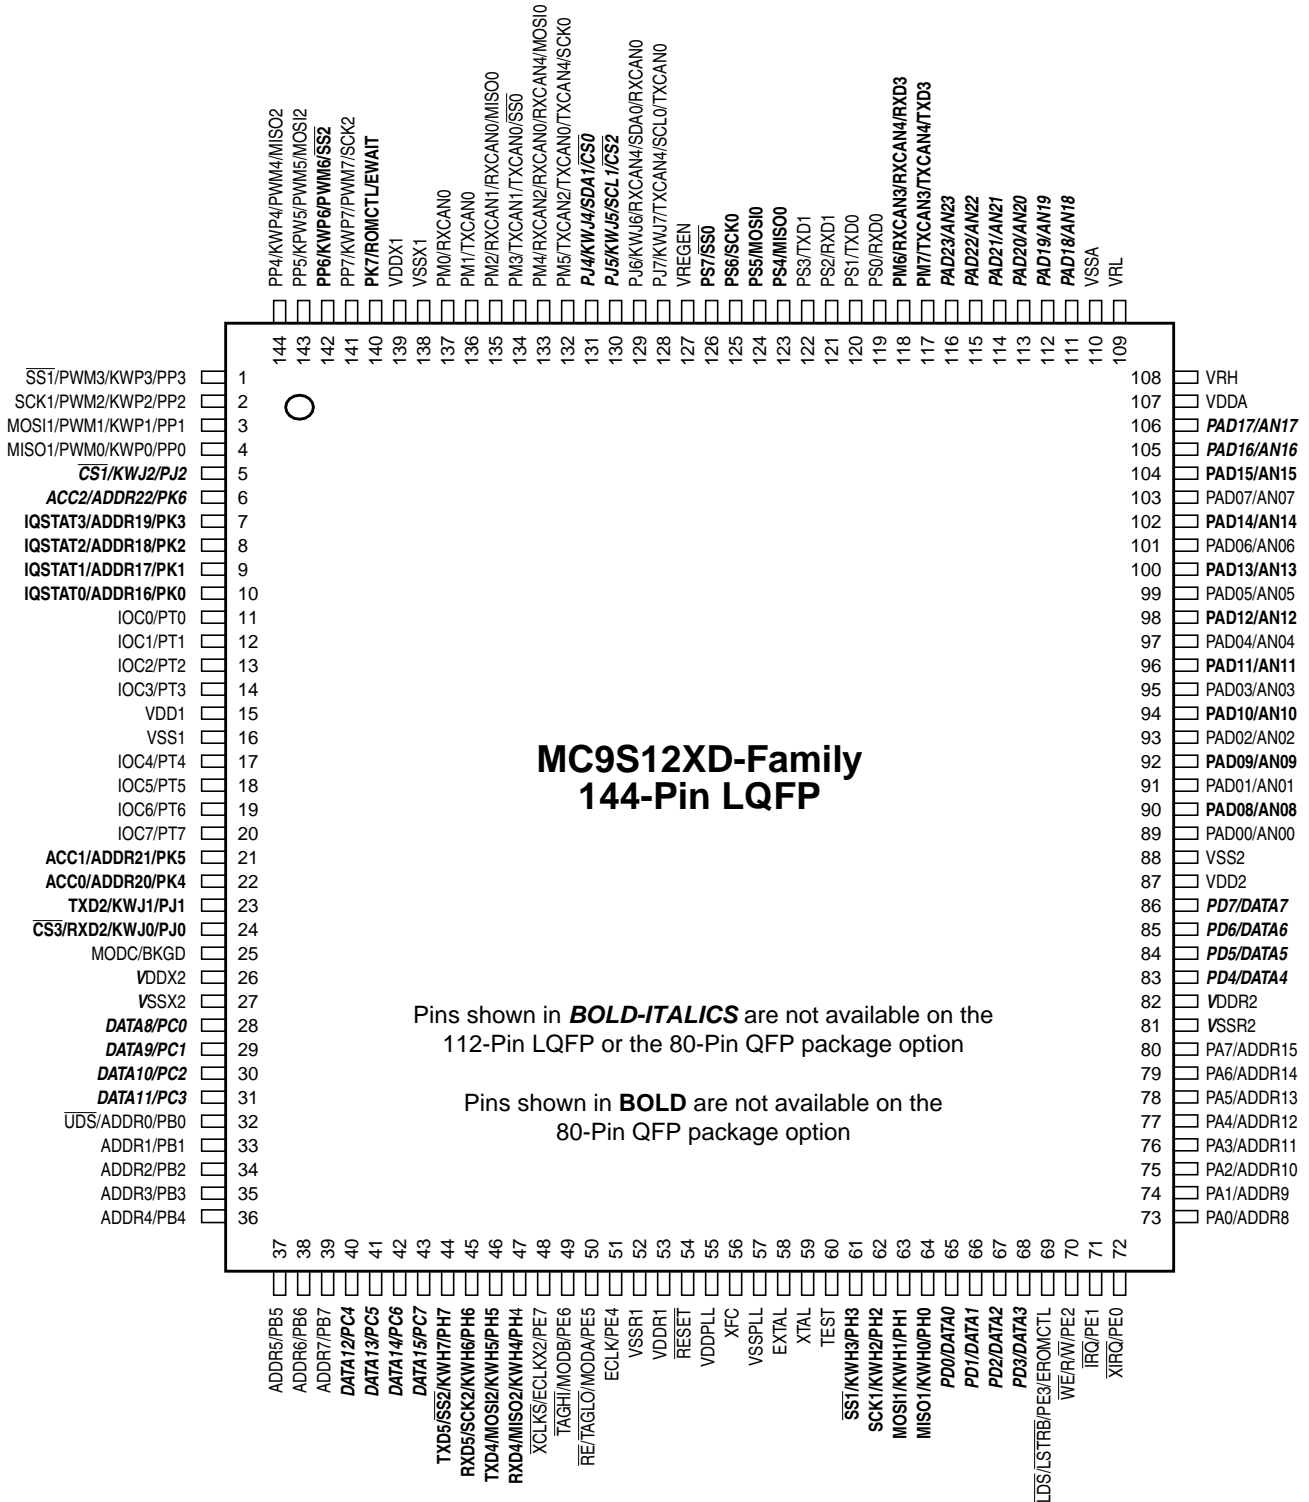 PP4/KWP4/PWM4/MISO2
PP5/KPW5/PWM5/MOSI2
PP6/KWP6/PWM6/SS2
PP7/KWP7/PWM7/SCK2
PK7/ROMCTL/EWAIT
VDDX1
VSSX1
PM0/RXCAN0
PM1/TXCAN0
PM2/RXCAN1/RXCAN0/MISO0
PM3/TXCAN1/TXCAN0/SS0
PM4/RXCAN2/RXCAN0/RXCAN4/MOSI0
PM5/TXCAN2/TXCAN0/TXCAN4/SCK0
PJ4/KWJ4/SDA1/CS0
PJ5/KWJ5/SCL1/CS2
PJ6/KWJ6/RXCAN4/SDA0/RXCAN0
PJ7/KWJ7/TXCAN4/SCL0/TXCAN0
VREGEN
PS7/SS0
PS6/SCK0
PS5/MOSI0
PS4/MISO0
PS3/TXD1
PS2/RXD1
PS1/TXD0
PS0/RXD0
PM6/RXCAN3/RXCAN4/RXD3
PM7/TXCAN3/TXCAN4/TXD3
PAD23/AN23
PAD22/AN22
PAD21/AN21
PAD20/AN20
PAD19/AN19
PAD18/AN18
VSSA
VRL
144
143
142
141
140
139
138
137
136
135
134
133
132
131
130
129
128
127
126
125
124
123
122
121
120
119
118
117
116
115
114
113
112
111
110
109
SS1/PWM3/KWP3/PP3 1
SCK1/PWM2/KWP2/PP2 2
MOSI1/PWM1/KWP1/PP1 3
MISO1/PWM0/KWP0/PP0 4
CS1/KWJ2/PJ2 5
ACC2/ADDR22/PK6 6
IQSTAT3/ADDR19/PK3 7
IQSTAT2/ADDR18/PK2 8
IQSTAT1/ADDR17/PK1 9
IQSTAT0/ADDR16/PK0 10
IOC0/PT0 11
IOC1/PT1 12
IOC2/PT2 13
IOC3/PT3 14
VDD1 15
VSS1 16
IOC4/PT4 17
IOC5/PT5 18
IOC6/PT6 19
IOC7/PT7 20
ACC1/ADDR21/PK5 21
ACC0/ADDR20/PK4 22
TXD2/KWJ1/PJ1 23
CS3/RXD2/KWJ0/PJ0 24
MODC/BKGD 25
VDDX2 26
VSSX2 27
DATA8/PC0 28
DATA9/PC1 29
DATA10/PC2 30
DATA11/PC3 31
UDS/ADDR0/PB0 32
ADDR1/PB1 33
ADDR2/PB2 34
ADDR3/PB3 35
ADDR4/PB4 36
MC9S12XD-Family
144-Pin LQFP
Pins shown in BOLD-ITALICS are not available on the
112-Pin LQFP or the 80-Pin QFP package option
Pins shown in BOLD are not available on the
80-Pin QFP package option
108 VRH
107 VDDA
106 PAD17/AN17
105 PAD16/AN16
104 PAD15/AN15
103 PAD07/AN07
102 PAD14/AN14
101 PAD06/AN06
100 PAD13/AN13
99 PAD05/AN05
98 PAD12/AN12
97 PAD04/AN04
96 PAD11/AN11
95 PAD03/AN03
94 PAD10/AN10
93 PAD02/AN02
92 PAD09/AN09
91 PAD01/AN01
90 PAD08/AN08
89 PAD00/AN00
88 VSS2
87 VDD2
86 PD7/DATA7
85 PD6/DATA6
84 PD5/DATA5
83 PD4/DATA4
82 VDDR2
81 VSSR2
80 PA7/ADDR15
79 PA6/ADDR14
78 PA5/ADDR13
77 PA4/ADDR12
76 PA3/ADDR11
75 PA2/ADDR10
74 PA1/ADDR9
73 PA0/ADDR8
37
38
39
40
41
42
43
44
45
46
47
48
49
50
51
52
53
54
55
56
57
58
59
60
61
62
63
64
65
66
67
68
69
70
71
72
ADDR5/PB5
ADDR6/PB6
ADDR7/PB7
DATA12/PC4
DATA13/PC5
DATA14/PC6
DATA15/PC7
TXD5/SS2/KWH7/PH7
RXD5/SCK2/KWH6/PH6
TXD4/MOSI2/KWH5/PH5
RXD4/MISO2/KWH4/PH4
XCLKS/ECLKX2/PE7
TAGHI/MODB/PE6
RE/TAGLO/MODA/PE5
ECLK/PE4
VSSR1
VDDR1
RESET
VDDPLL
XFC
VSSPLL
EXTAL
XTAL
TEST
SS1/KWH3/PH3
SCK1/KWH2/PH2
MOSI1/KWH1/PH1
MISO1/KWH0/PH0
PD0/DATA0
PD1/DATA1
PD2/DATA2
PD3/DATA3
LDS/LSTRB/PE3/EROMCTL
WE/R/W/PE2
IRQ/PE1
XIRQ/PE0